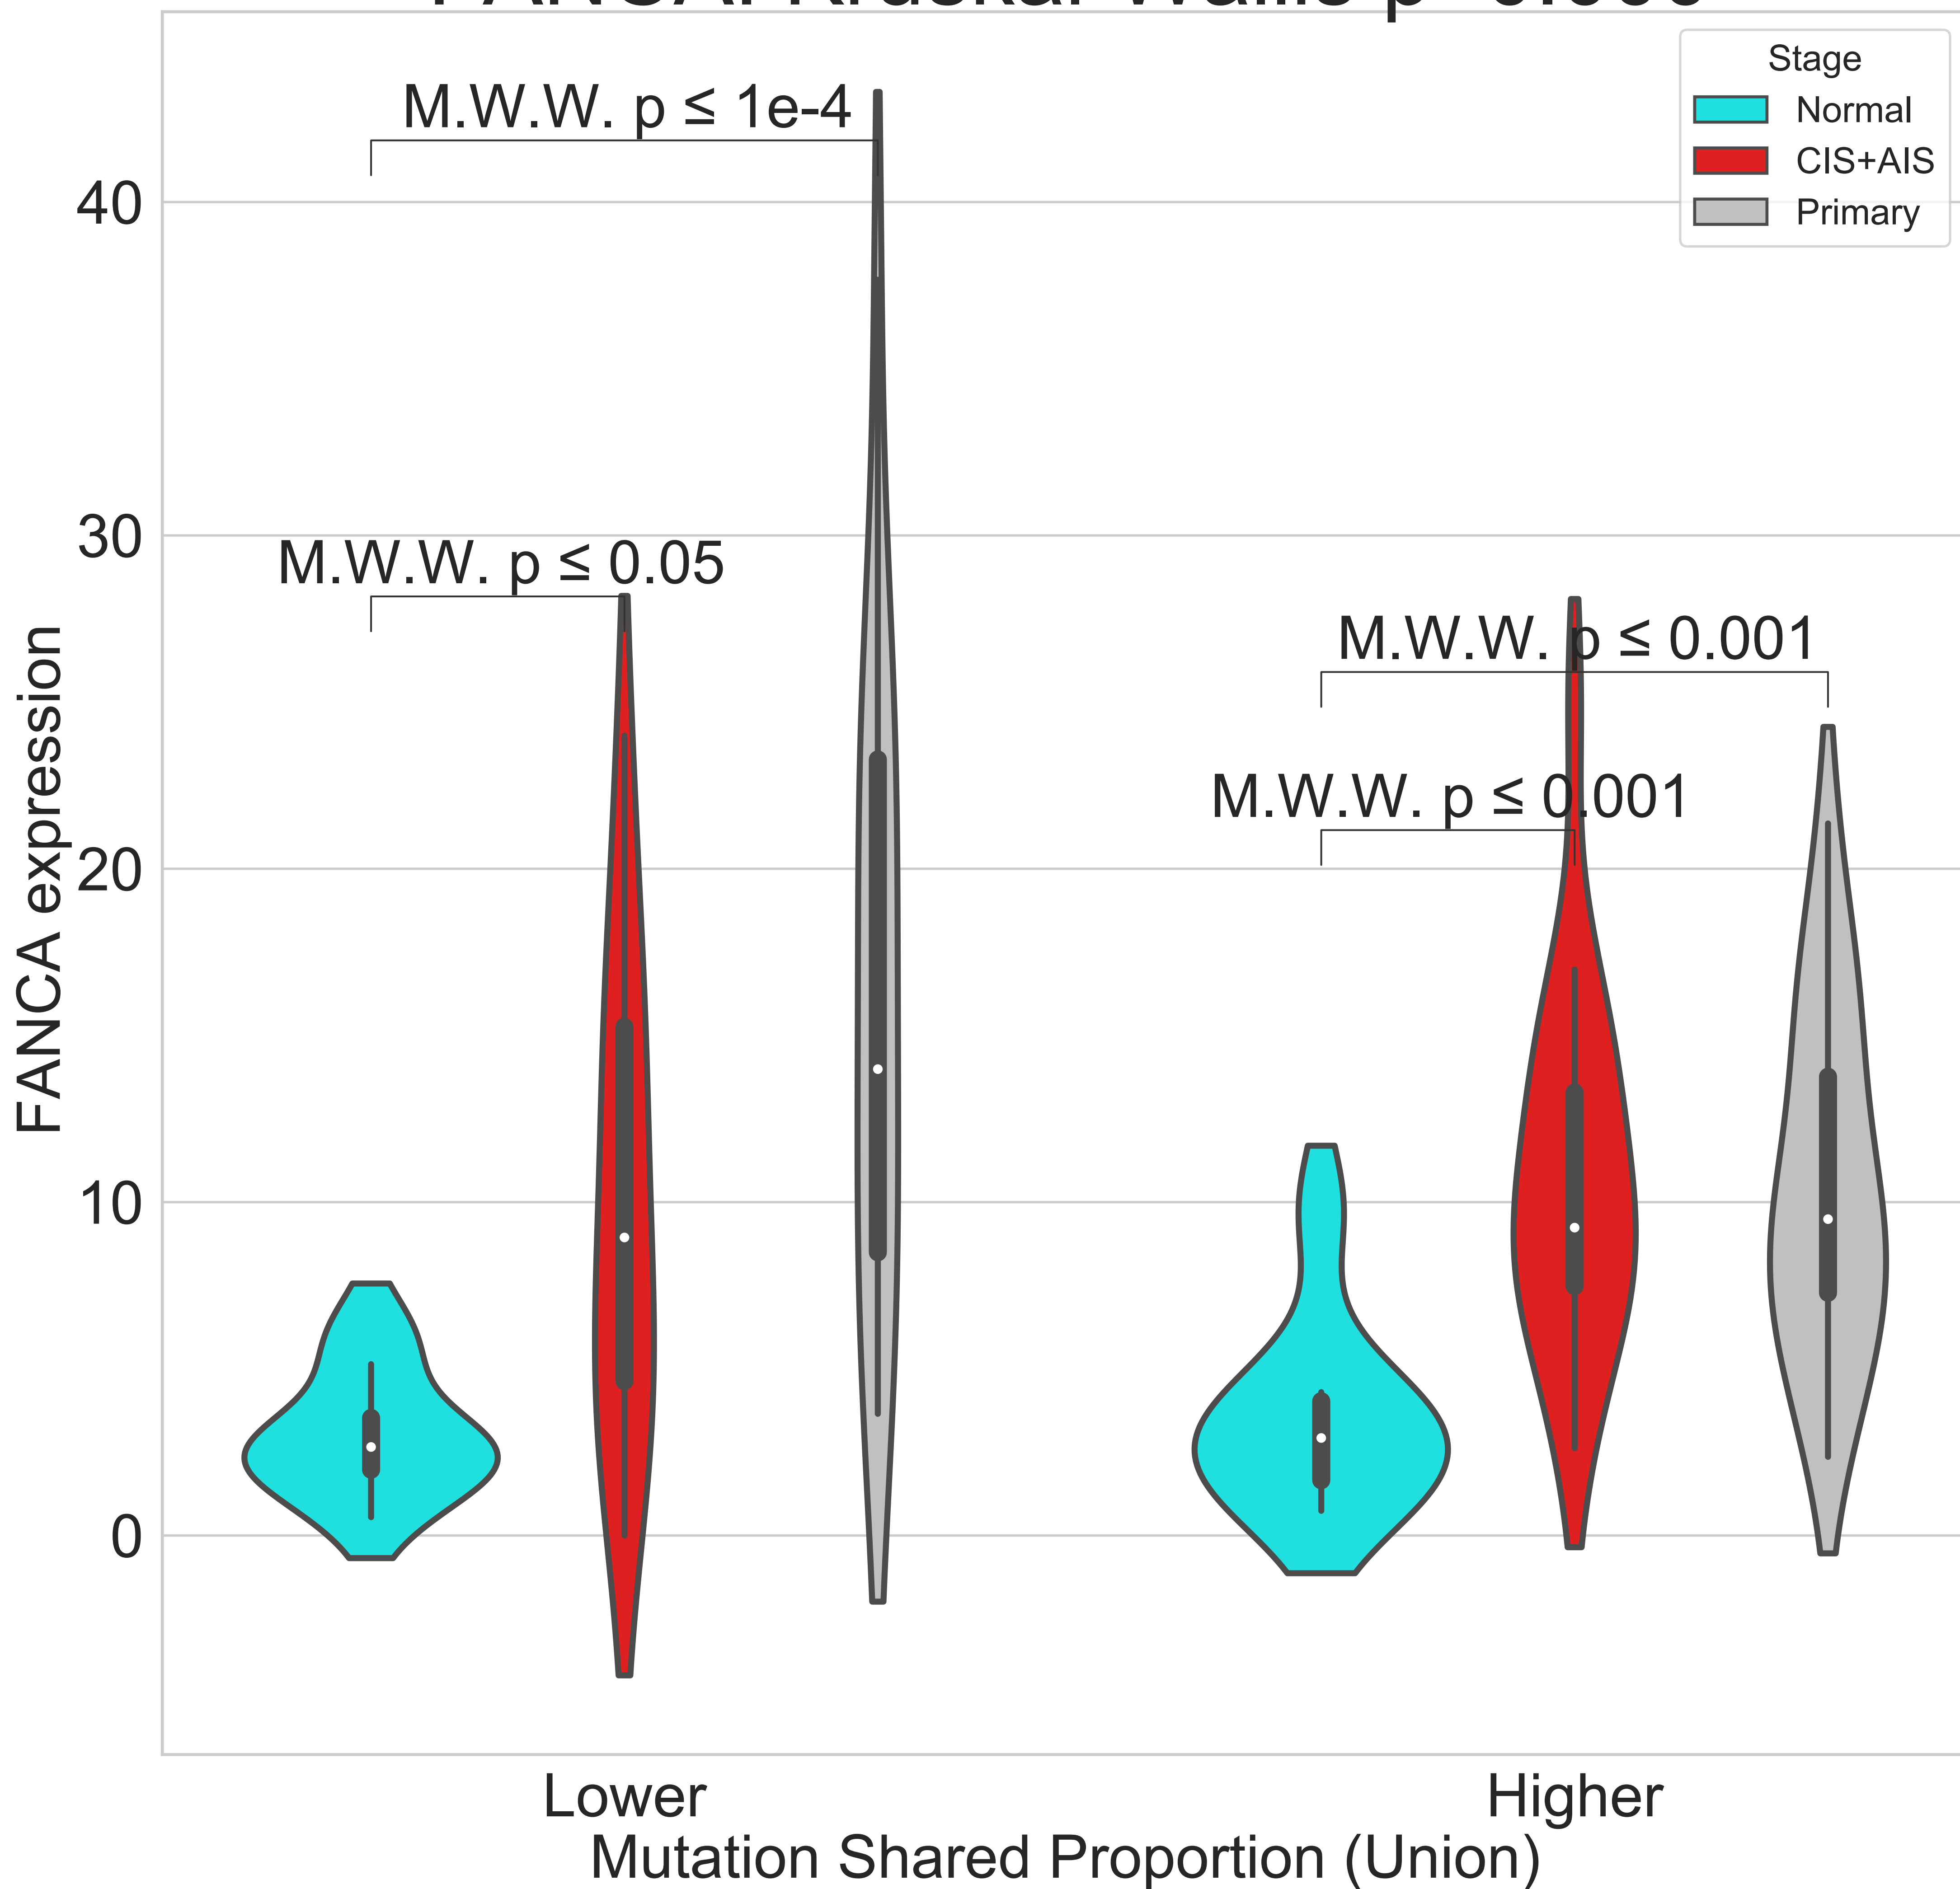 Stage
Normal
CIS+AIS
Primary
M.W.W. p ≤ 1e-4
M.W.W. p ≤ 0.05
M.W.W. p ≤ 0.001
M.W.W. p ≤ 0.001
40
30
20
10
0
FANCA expression
Lower
Higher
Mutation Shared Proportion (Union)